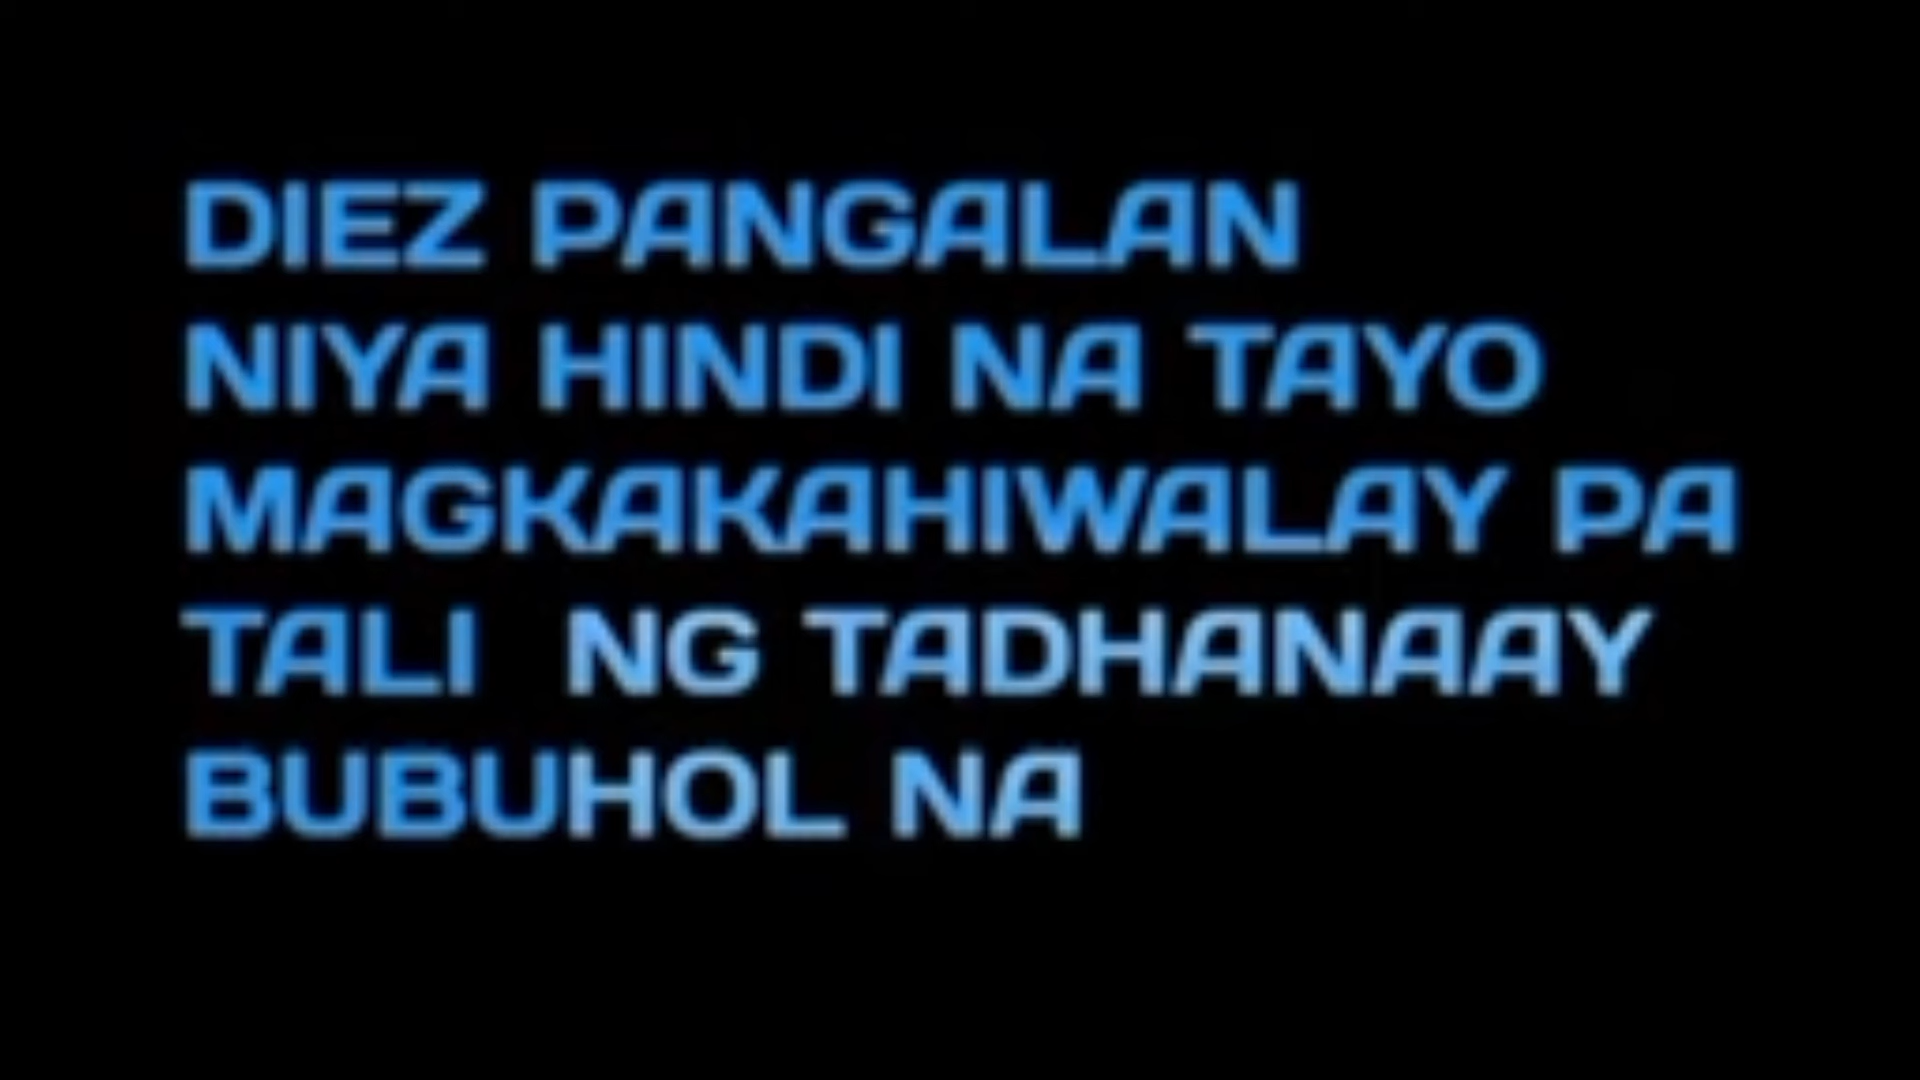 DIEZ PANGALAN
NIYA HINDI NA TAYO
MAGKAKAHIWALAY PA
TALI NG TADHANAAY
BUBUHOL NA